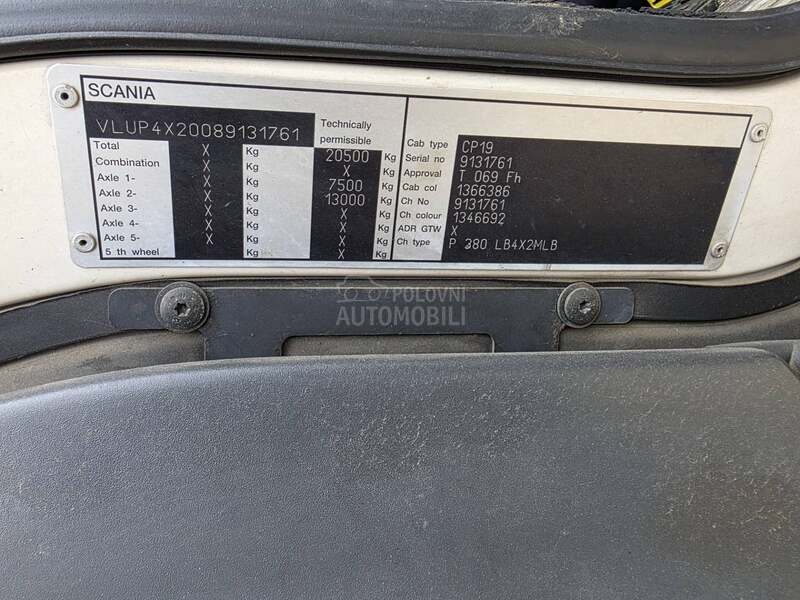 SCANIA
VLUP4X20089131761
Technically
permissible
Total X Kg 20500 Kg
Combination X Kg X Kg
Axle 1- X Kg 7500 Kg
Axle 2- X Kg 13000 Kg
Axle 3- X Kg X Kg
Axle 4- X Kg X Kg
Axle 5- X Kg X Kg
5 th wheel
Cab type CP19
Serial no 9131761
Approval T 069 Fh
Cab col 1366386
Ch No 9131761
Ch colour 1346692
ADR GTW X
Ch type P 380 LB4X2MLB
POLOVNI
AUTOMOBILI